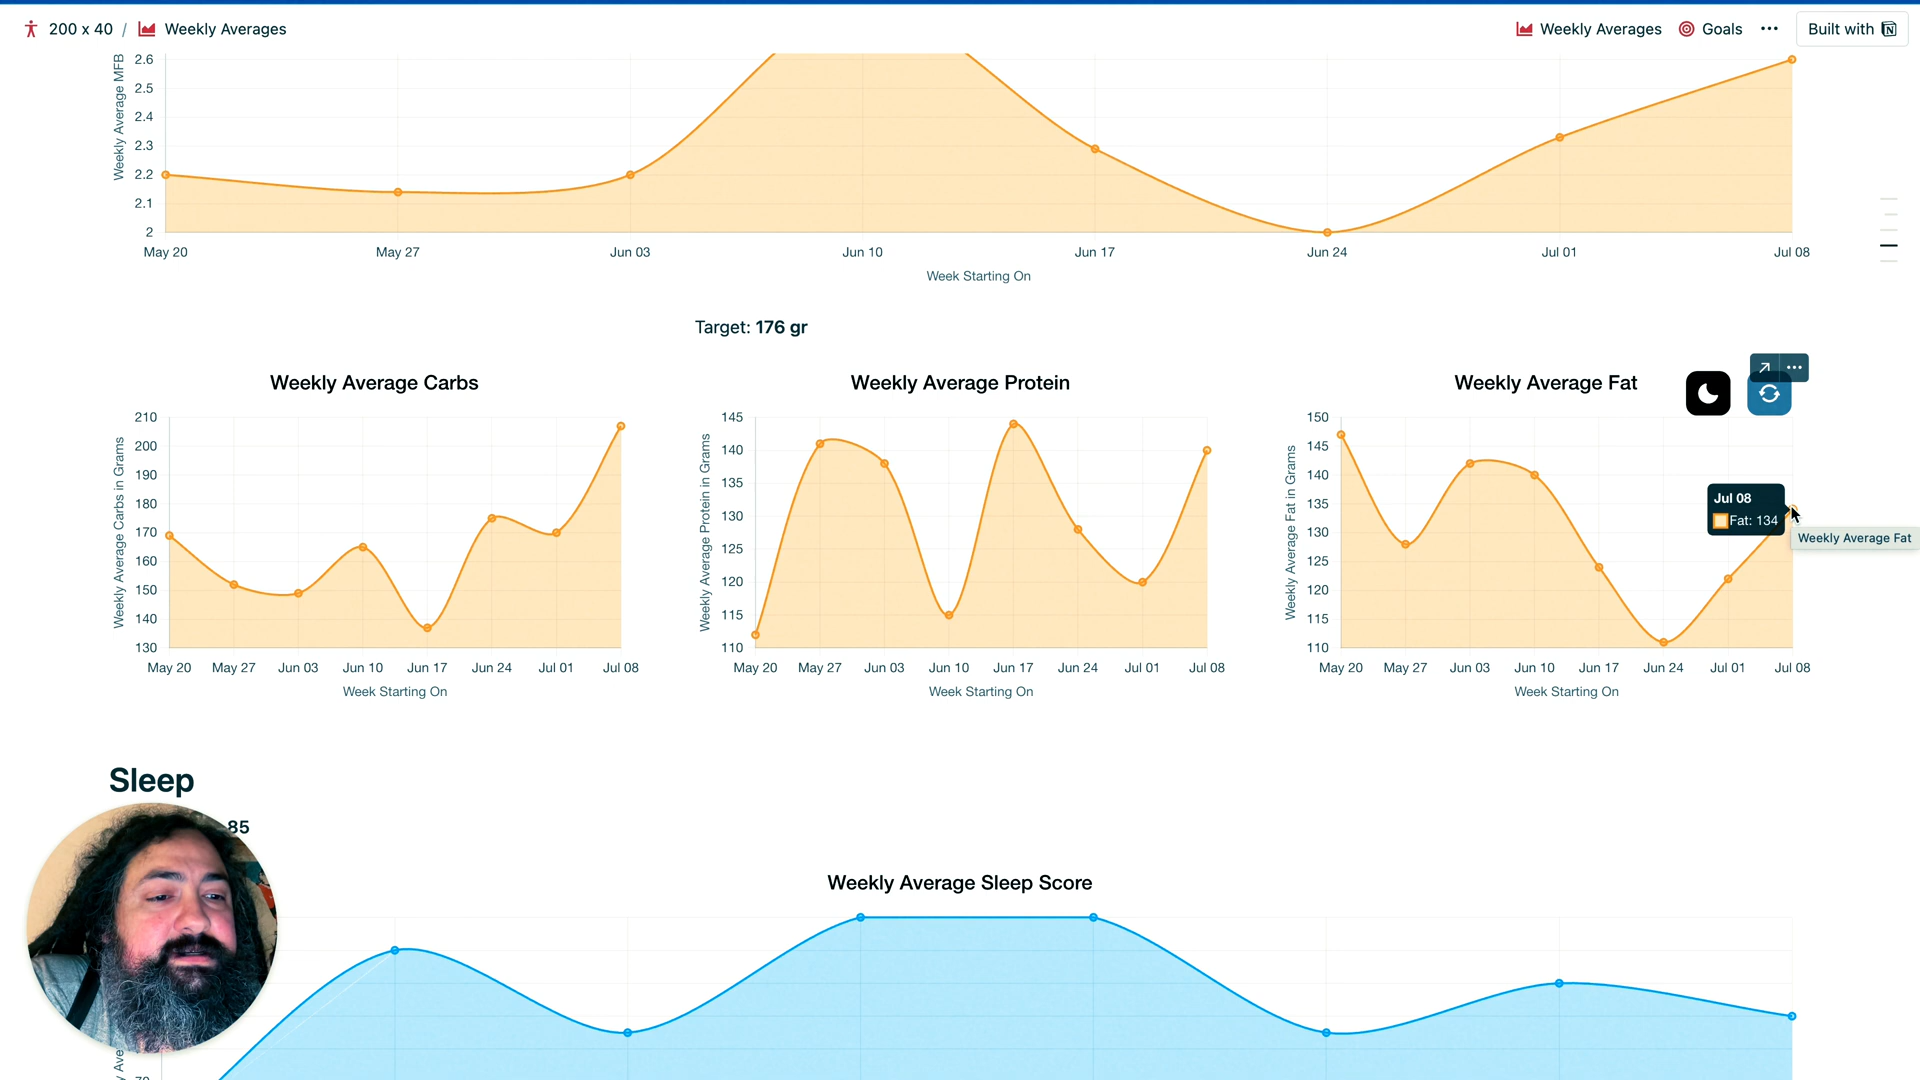 200 x 40 / Weekly Averages
Weekly Averages Goals ••• Built with
Weekly Average MFB
2.6
2.5
2.4
2.3
2.2
2.1
2
May 20 May 27 Jun 03 Jun 10 Jun 17 Jun 24 Jul 01 Jul 08
Week Starting On
Target: 176 gr
Weekly Average Carbs
Weekly Average Carbs in Grams
210
200
190
180
170
160
150
140
130
May 20 May 27 Jun 03 Jun 10 Jun 17 Jun 24 Jul 01 Jul 08
Week Starting On
Weekly Average Protein
Weekly Average Protein in Grams
145
140
135
130
125
120
115
110
May 20 May 27 Jun 03 Jun 10 Jun 17 Jun 24 Jul 01 Jul 08
Week Starting On
Weekly Average Fat
Weekly Average Fat in Grams
150
145
140
135
130
125
120
115
110
Jul 08
Fat: 134
Weekly Average Fat
May 20 May 27 Jun 03 Jun 10 Jun 17 Jun 24 Jul 01 Jul 08
Week Starting On
Sleep
85
Weekly Average Sleep Score